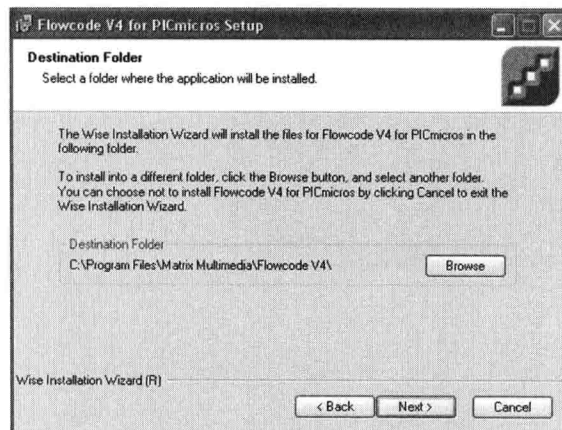 Flowcode V4 for PICmicros Setup
Destination Folder
Select a folder where the application will be installed.
The Wise Installation Wizard will install the files for Flowcode V4 for PICmicros in the
following folder.
To install into a different folder, click the Browse button, and select another folder.
You can choose not to install Flowcode V4 for PICmicros by clicking Cancel to exit the
Wise Installation Wizard.
Destination Folder
C:\Program Files\Matrix Multimedia\Flowcode V4\
Browse
Wise Installation Wizard (R)
< Back
Next >
Cancel